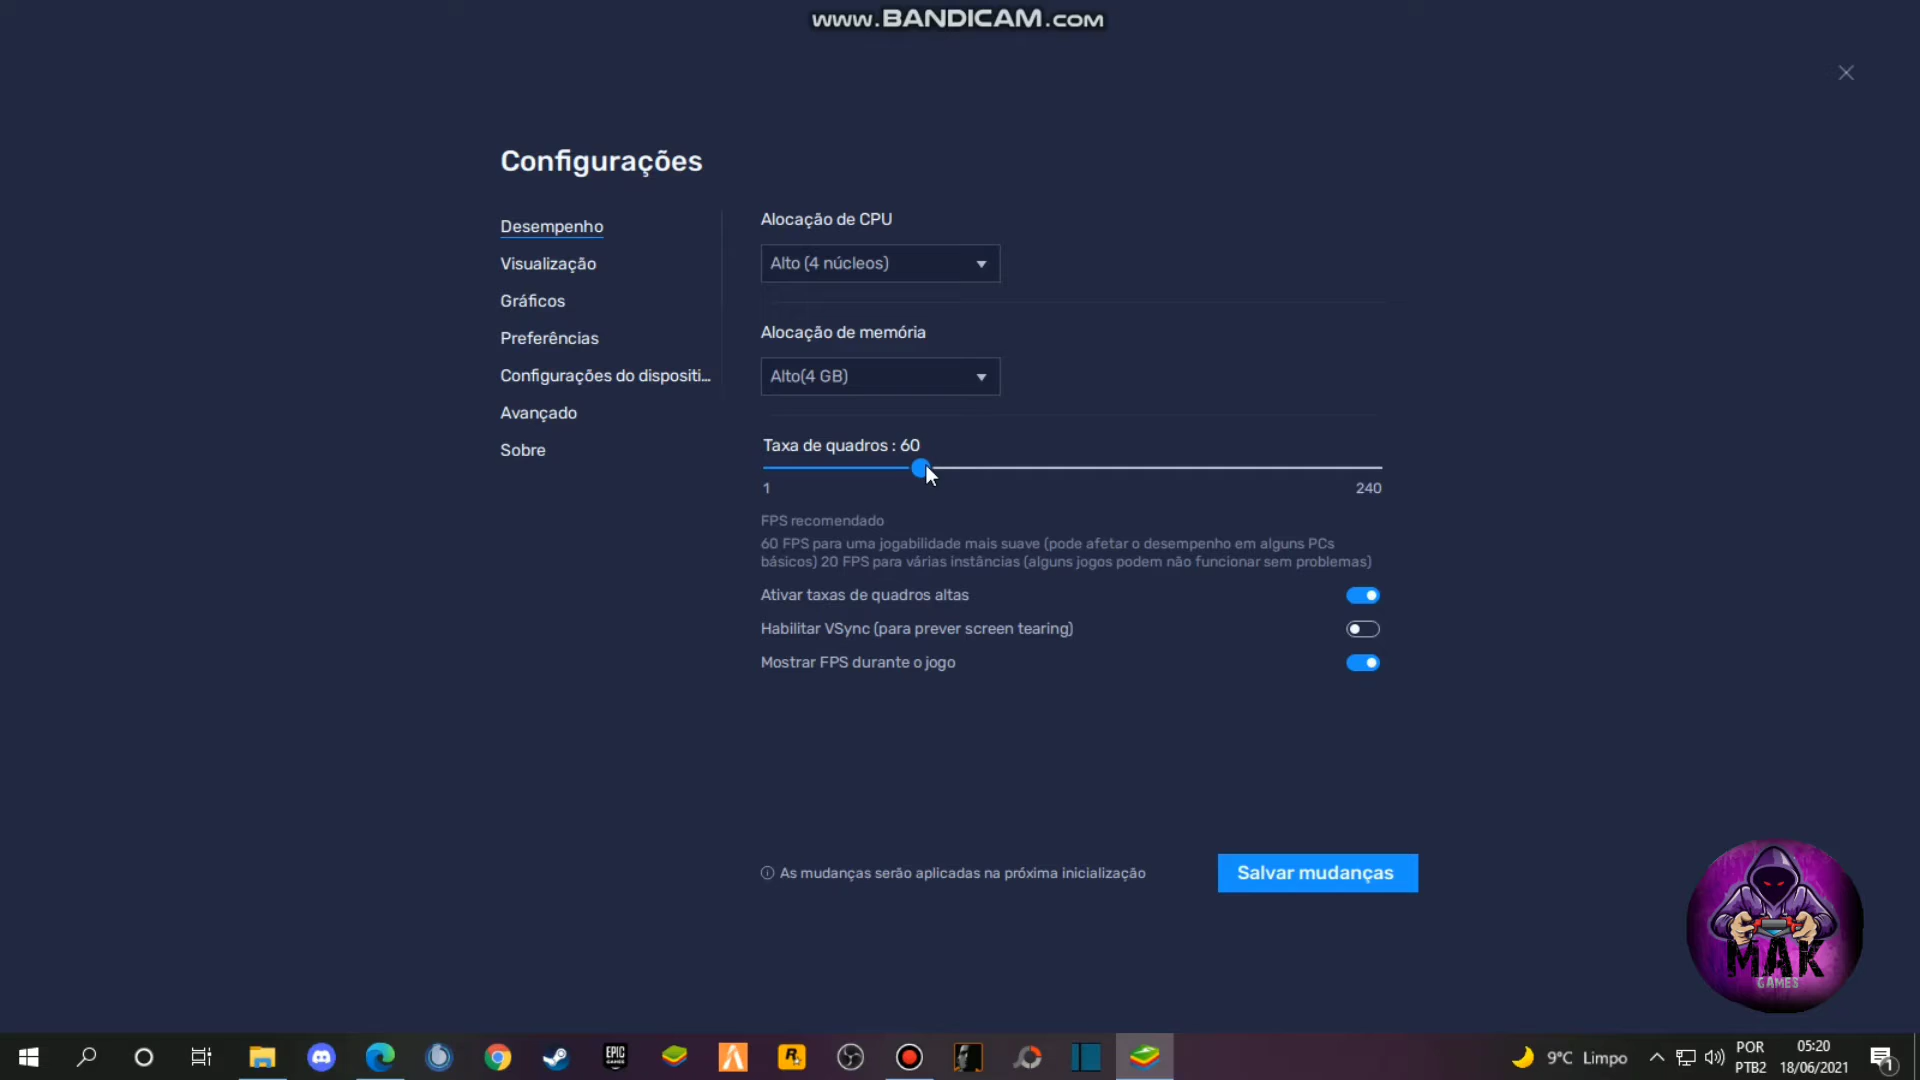 www.BANDICAM.COM
Configurações
Desempenho
Visualização
Gráficos
Preferências
Configurações do dispositi...
Avançado
Sobre
Alocação de CPU
Alto (4 núcleos)
Alocação de memória
Alto(4 GB)
Taxa de quadros : 60
1
240
FPS recomendado
60 FPS para uma jogabilidade mais suave (pode afetar o desempenho em alguns PCs
básicos) 20 FPS para várias instâncias (alguns jogos podem não funcionar sem problemas)
Ativar taxas de quadros altas
Habilitar VSync (para prever screen tearing)
Mostrar FPS durante o jogo
As mudanças serão aplicadas na próxima inicialização
Salvar mudanças
MAK
GAMES
EPIC
GAMES
R
9°C Limpo
POR
PTB2
05:20
18/06/2021
1